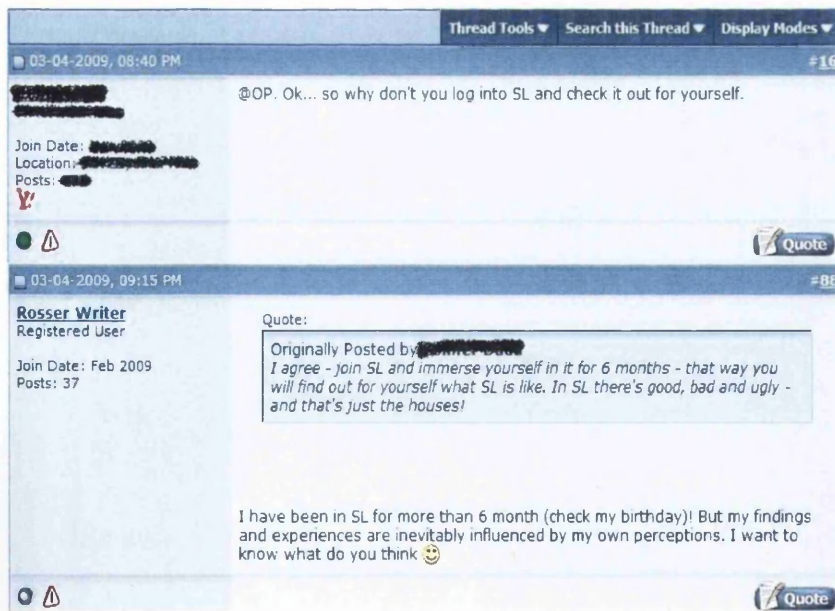 Thread Tools Search this Thread Display Modes
03-04-2009, 08:40 PM #16
@OP. Ok... so why don't you log into SL and check it out for yourself.
Join Date:
Location:
Posts:
Quote
03-04-2009, 09:15 PM #88
Rosser Writer
Registered User
Join Date: Feb 2009
Posts: 37
Quote:
Originally Posted by
I agree - join SL and immerse yourself in it for 6 months - that way you
will find out for yourself what SL is like. In SL there's good, bad and ugly -
and that's just the houses!
I have been in SL for more than 6 month (check my birthday)! But my findings
and experiences are inevitably influenced by my own perceptions. I want to
know what do you think
Quote